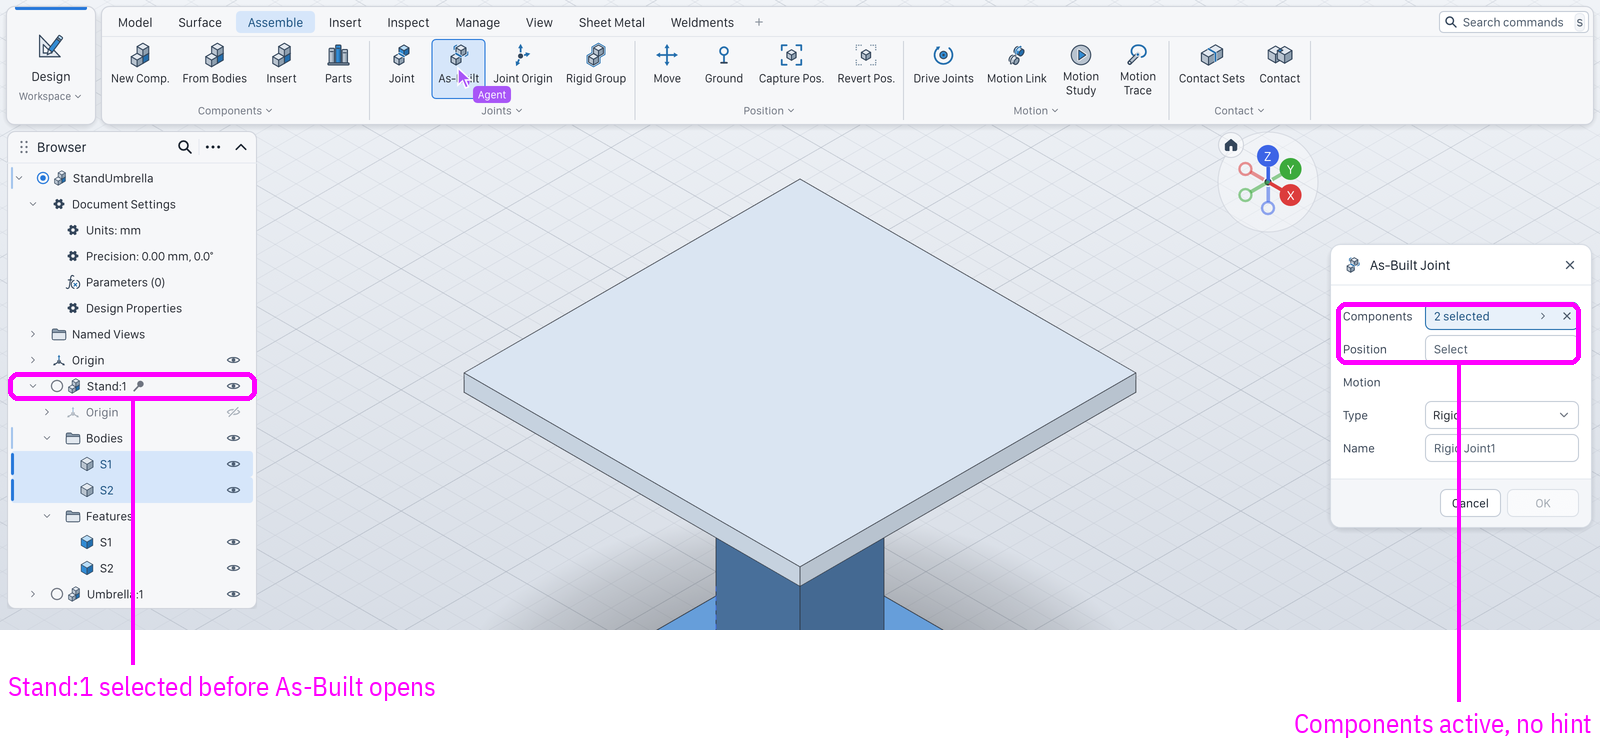 Model Surface Assemble Insert Inspect Manage View Sheet Metal Weldments +
Search commands S
Design
Workspace
New Comp. From Bodies Insert Parts
Components
Joint As-Built Joint Origin Rigid Group
Agent
Joints
Move Ground Capture Pos. Revert Pos.
Position
Drive Joints Motion Link Motion Study Motion Trace
Motion
Contact Sets Contact
Contact
Browser
StandUmbrella
Document Settings
Units: mm
Precision: 0.00 mm, 0.0°
Parameters (0)
Design Properties
Named Views
Origin
Stand:1
Origin
Bodies
S1
S2
Features
S1
S2
Umbrella:1
Z
Y
X
As-Built Joint
Components 2 selected
Position Select
Motion
Type Rigid
Name Rigid Joint1
Cancel OK
Stand:1 selected before As-Built opens
Components active, no hint